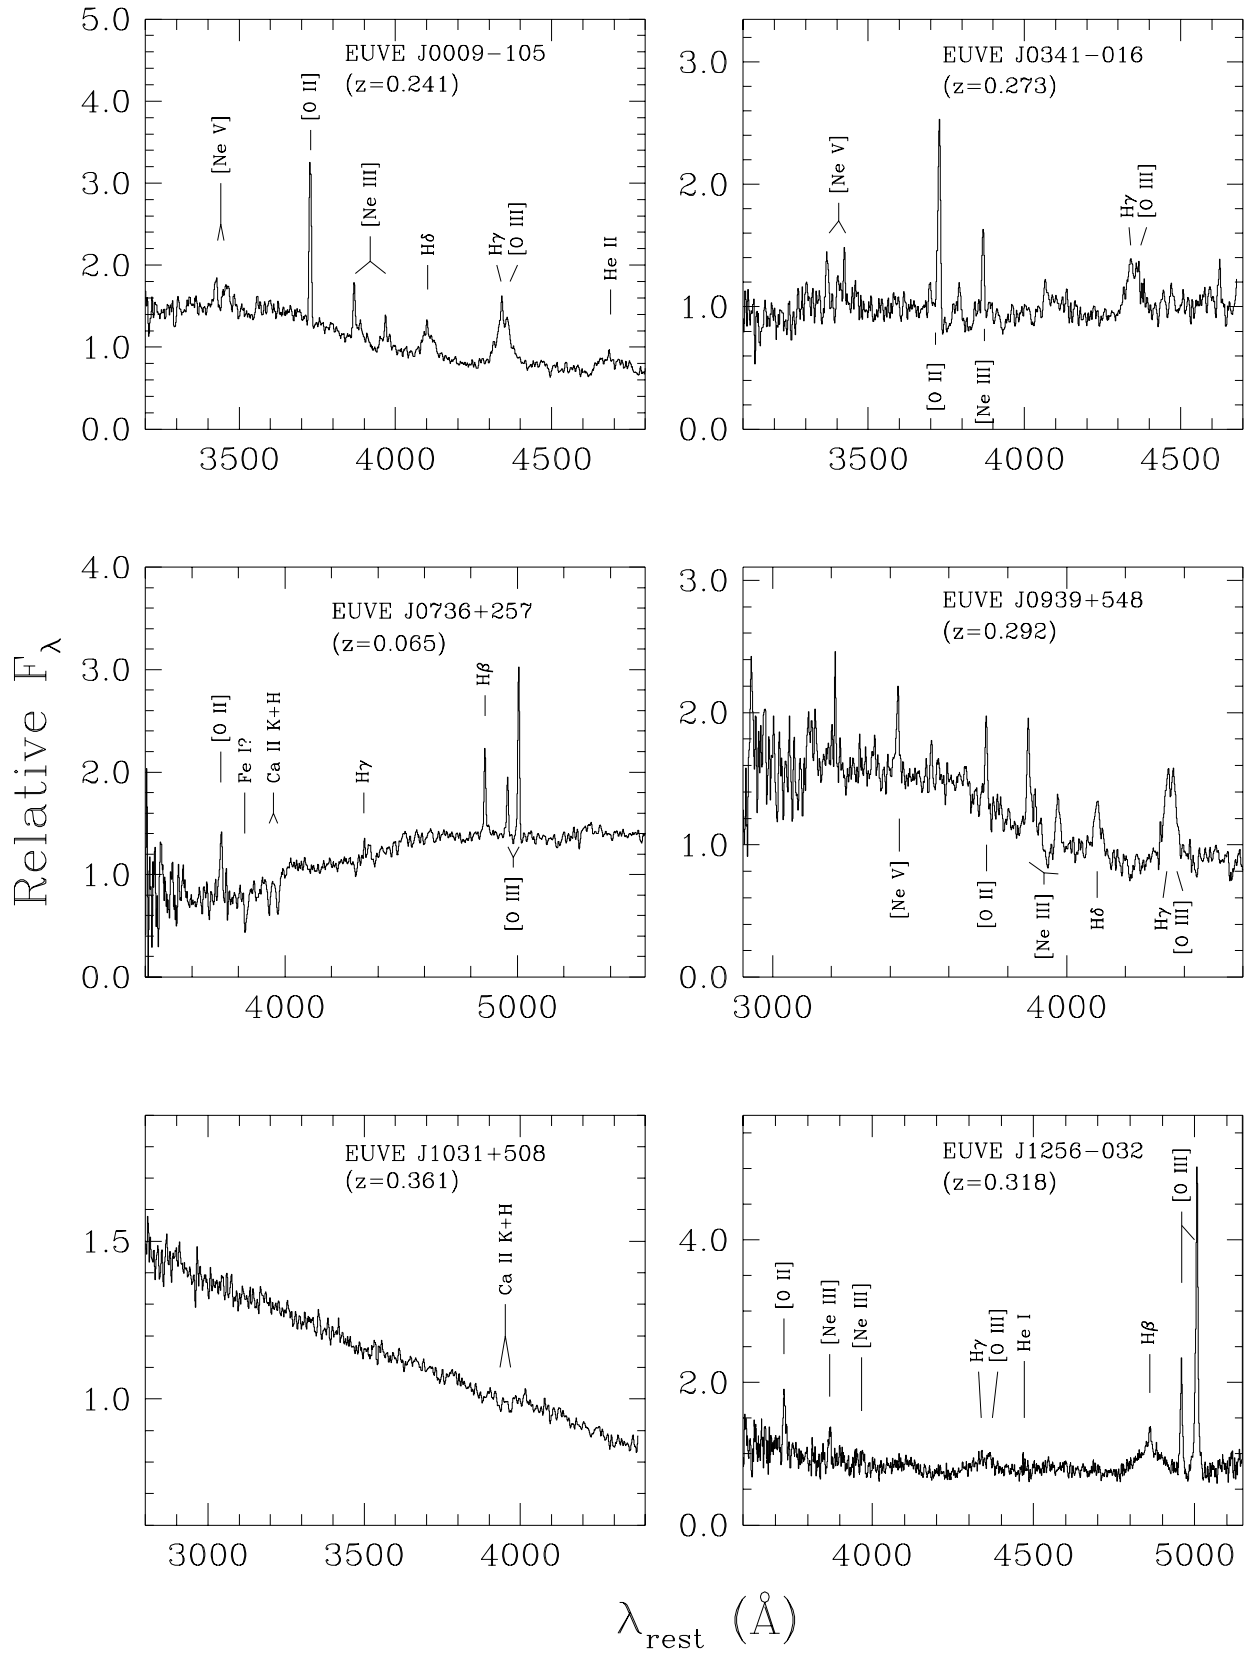 EUVE J0009−105
(z=0.241)
[Ne V]
[O II]
[Ne III]
Hδ
Hγ
[O III]
He II
5.0
4.0
3.0
2.0
1.0
0.0
3500 4000 4500
EUVE J0341−016
(z=0.273)
[Ne V]
[O II]
[Ne III]
Hγ
[O III]
3.0
2.0
1.0
0.0
3500 4000 4500
Relative Fλ
EUVE J0736+257
(z=0.065)
[O II]
Fe I?
Ca II K+H
Hγ
Hβ
[O III]
4.0
3.0
2.0
1.0
0.0
4000 5000
EUVE J0939+548
(z=0.292)
[Ne V]
[O II]
[Ne III]
Hδ
Hγ
[O III]
3.0
2.0
1.0
0.0
3000 4000
EUVE J1031+508
(z=0.361)
Ca II K+H
1.5
1.0
3000 3500 4000
EUVE J1256−032
(z=0.318)
[O II]
[Ne III]
[Ne III]
Hγ
[O III]
He I
Hβ
[O III]
4.0
2.0
0.0
4000 4500 5000
λrest (Å)